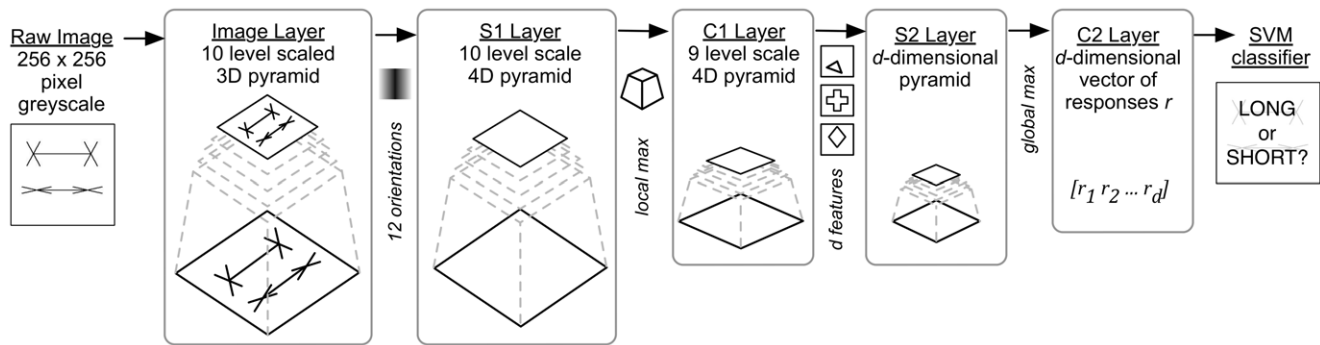 Raw Image
256 x 256
pixel
greyscale
Image Layer
10 level scaled
3D pyramid
12 orientations
S1 Layer
10 level scale
4D pyramid
local max
C1 Layer
9 level scale
4D pyramid
d features
S2 Layer
d-dimensional
pyramid
global max
C2 Layer
d-dimensional
vector of
responses r
[r1 r2 ... rd]
SVM
classifier
LONG
or
SHORT?